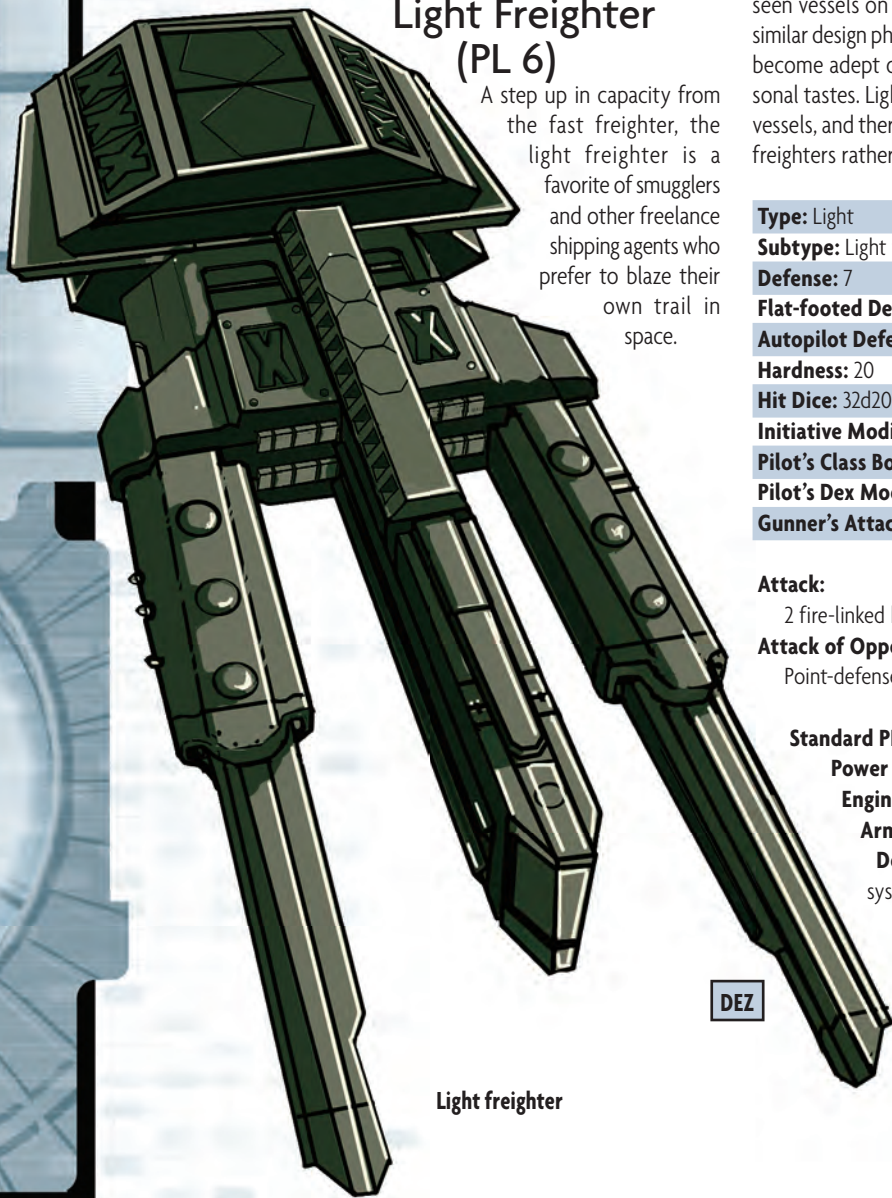 Light Freighter
(PL 6)
A step up in capacity from
the fast freighter, the
light freighter is a
favorite of smugglers
and other freelance
shipping agents who
prefer to blaze their
own trail in
space.
seen vessels on
similar design ph
become adept
sonal tastes. Lig
vessels, and ther
freighters rather
Type: Light
Subtype: Light
Defense: 7
Flat-footed De
Autopilot Defe
Hardness: 20
Hit Dice: 32d20
Initiative Modi
Pilot's Class Bo
Pilot's Dex Mo
Gunner's Attac
Attack:
2 fire-linked
Attack of Oppo
Point-defense
Standard Pl
Power
Engin
Arm
D
sys
DEZ
Light freighter